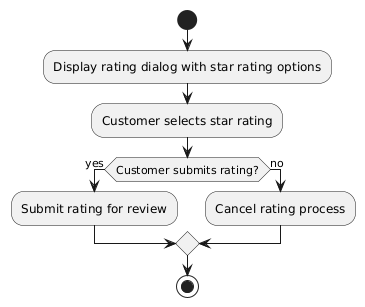 Display rating dialog with star rating options
Customer selects star rating
Customer submits rating?
yes
no
Submit rating for review
Cancel rating process